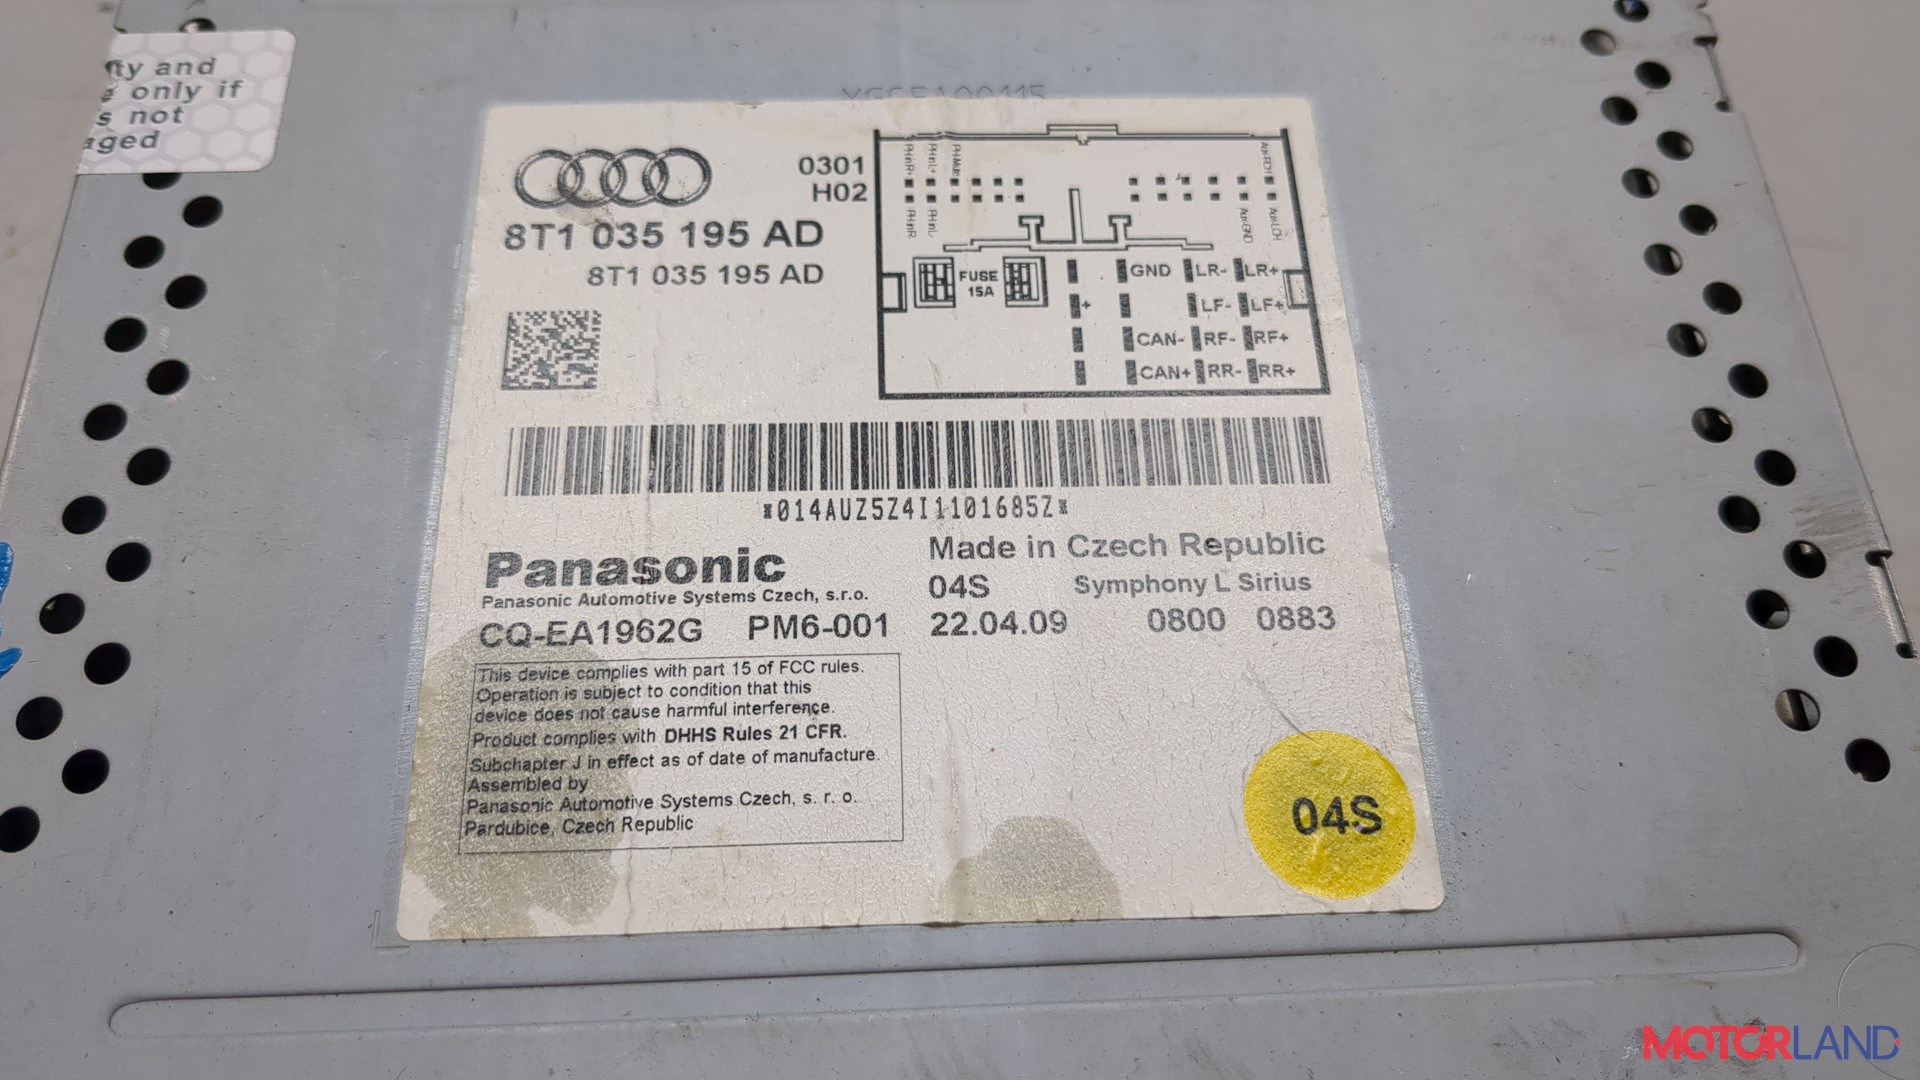 ty and
only if
s not
aged
0301
H02
8T1 035 195 AD
8T1 035 195 AD
FUSE
15A
GND LR- LR+
+ LF- LF+
CAN- RF- RF+
CAN+ RR- RR+
*014AUZ5Z4I1101685Z*
Panasonic
Made in Czech Republic
Panasonic Automotive Systems Czech, s.r.o.
04S Symphony L Sirius
CQ-EA1962G PM6-001 22.04.09 0800 0883
This device complies with part 15 of FCC rules.
Operation is subject to condition that this
device does not cause harmful interference.
Product complies with DHHS Rules 21 CFR.
Subchapter J in effect as of date of manufacture.
Assembled by
Panasonic Automotive Systems Czech, s. r. o.
Pardubice, Czech Republic
04S
MOTORLAND